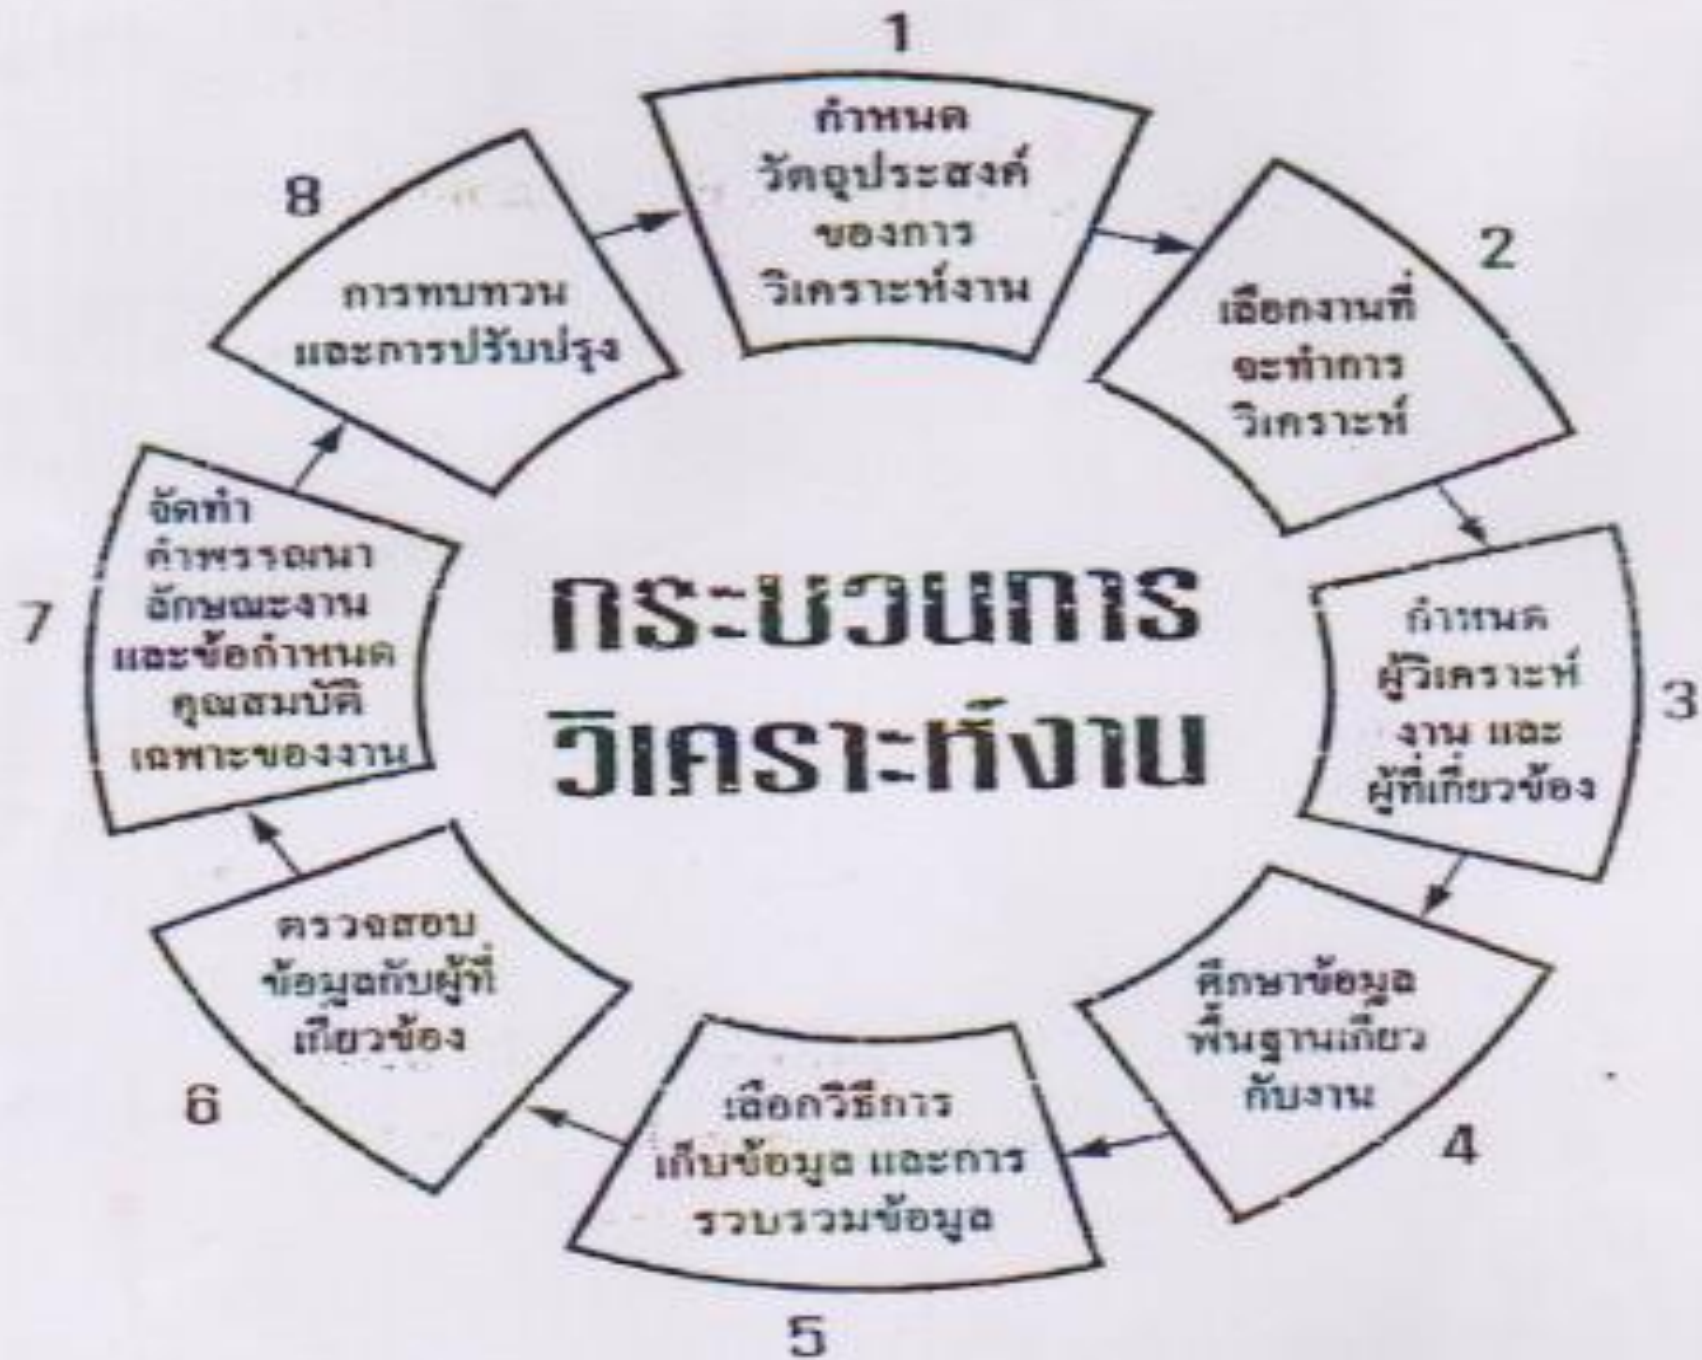 1
กำหนด
วัตถุประสงค์
ของการ
วิเคราะห์งาน
2
เลือกงานที่
จะทำการ
วิเคราะห์
3
กำหนด
ผู้วิเคราะห์
งาน และ
ผู้ที่เกี่ยวข้อง
4
ศึกษาข้อมูล
พื้นฐานเกี่ยว
กับงาน
5
เลือกวิธีการ
เก็บข้อมูล และการ
รวบรวมข้อมูล
6
ตรวจสอบ
ข้อมูลกับผู้ที่
เกี่ยวข้อง
7
จัดทำ
คำพรรณนา
ลักษณะงาน
และข้อกำหนด
คุณสมบัติ
เฉพาะของงาน
8
การทบทวน
และการปรับปรุง
กระบวนการ
วิเคราะห์งาน